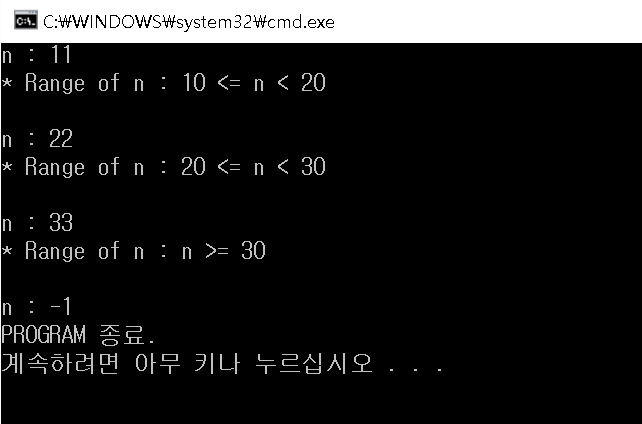 C:\WINDOWS\system32\cmd.exe
n : 11
* Range of n : 10 <= n < 20
n : 22
* Range of n : 20 <= n < 30
n : 33
* Range of n : n >= 30
n : -1
PROGRAM 종료.
계속하려면 아무 키나 누르십시오 . . .